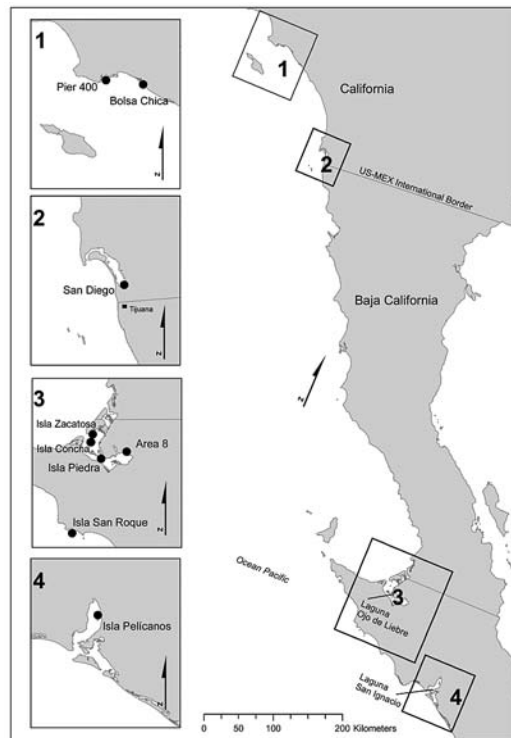 1
Pier 400
Bolsa Chica
N
2
San Diego
Tijuana
N
3
Isla Zacatosa
Isla Concha
Area 8
Isla Piedra
Isla San Roque
N
4
Isla Pelícanos
N
1
California
2
US-MEX International Border
Baja California
N
Ocean Pacific
3
Laguna
Ojo de Liebre
Laguna
San Ignacio
4
0 50 100 200 Kilometers